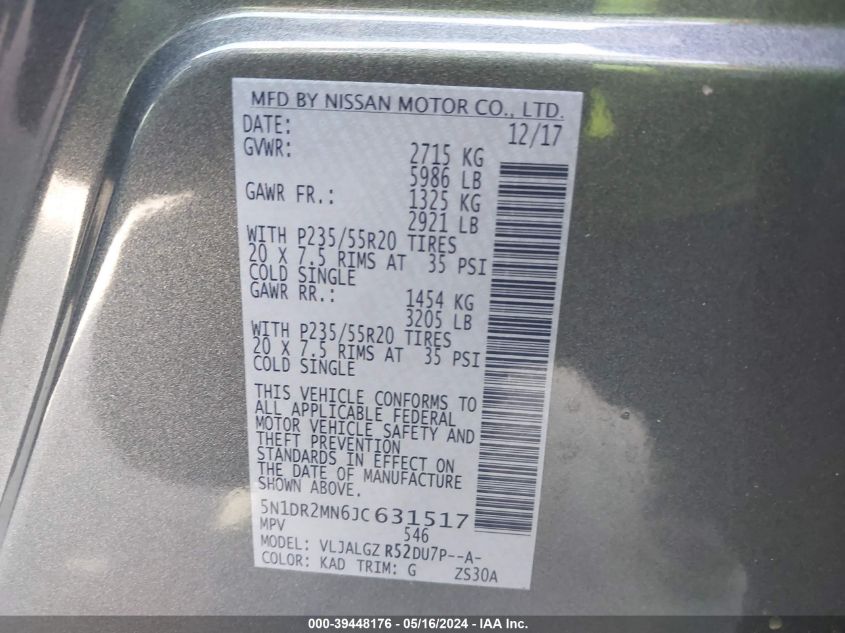 MFD BY NISSAN MOTOR CO., LTD.
DATE: 12/17
GVWR: 2715 KG
5986 LB
GAWR FR.: 1325 KG
2921 LB
WITH P235/55R20 TIRES
20 X 7.5 RIMS AT 35 PSI
COLD SINGLE
GAWR RR.: 1454 KG
3205 LB
WITH P235/55R20 TIRES
20 X 7.5 RIMS AT 35 PSI
COLD SINGLE
THIS VEHICLE CONFORMS TO
ALL APPLICABLE FEDERAL
MOTOR VEHICLE SAFETY AND
THEFT PREVENTION
STANDARDS IN EFFECT ON
THE DATE OF MANUFACTURE
SHOWN ABOVE.
5N1DR2MN6JC631517
MPV 546
MODEL: VLJALGZ R52DU7P--A-
COLOR: KAD TRIM: G ZS30A
000-39448176 - 05/16/2024 - IAA Inc.